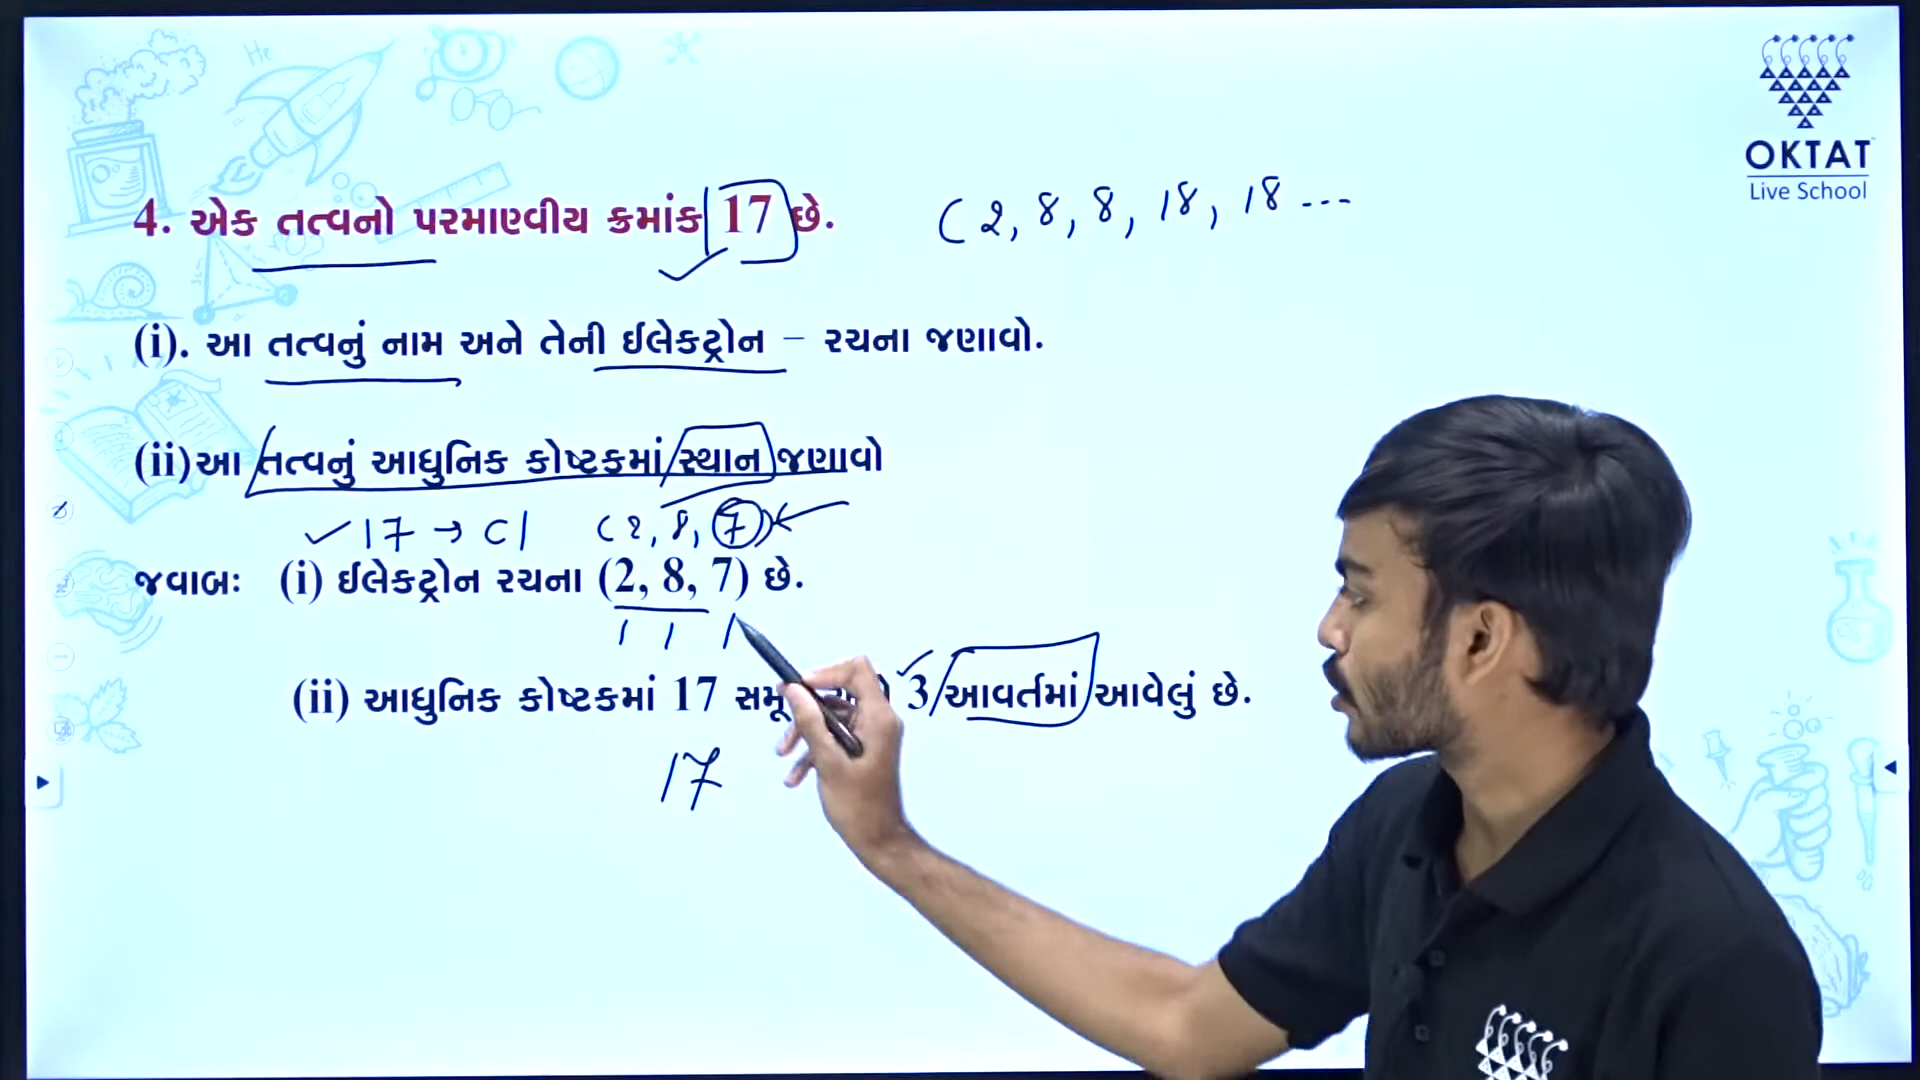 OKTAT
Live School
4. એક તત્વનો પરમાણ્વીય ક્રમાંક 17 છે.
(2, 8, 8, 18, 18 ---
(i). આ તત્વનું નામ અને તેની ઈલેકટ્રોન – રચના જણાવો.
(ii) આ તત્વનું આધુનિક કોષ્ટકમાં સ્થાન જણાવો
17 → Cl (2, 8, 7)
જવાબઃ (i) ઈલેકટ્રોન રચના (2, 8, 7) છે.
(ii) આધુનિક કોષ્ટકમાં 17 3 આવર્તમાં આવેલું છે.
17